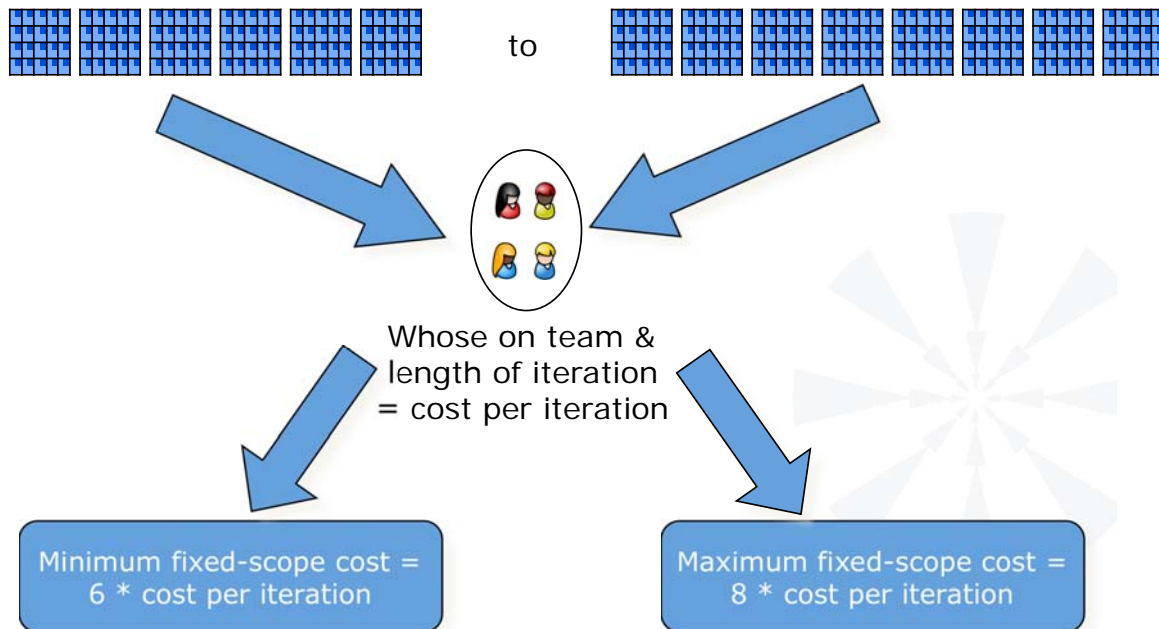 to
Whose on team &
length of iteration
= cost per iteration
Minimum fixed-scope cost =
6 * cost per iteration
Maximum fixed-scope cost =
8 * cost per iteration